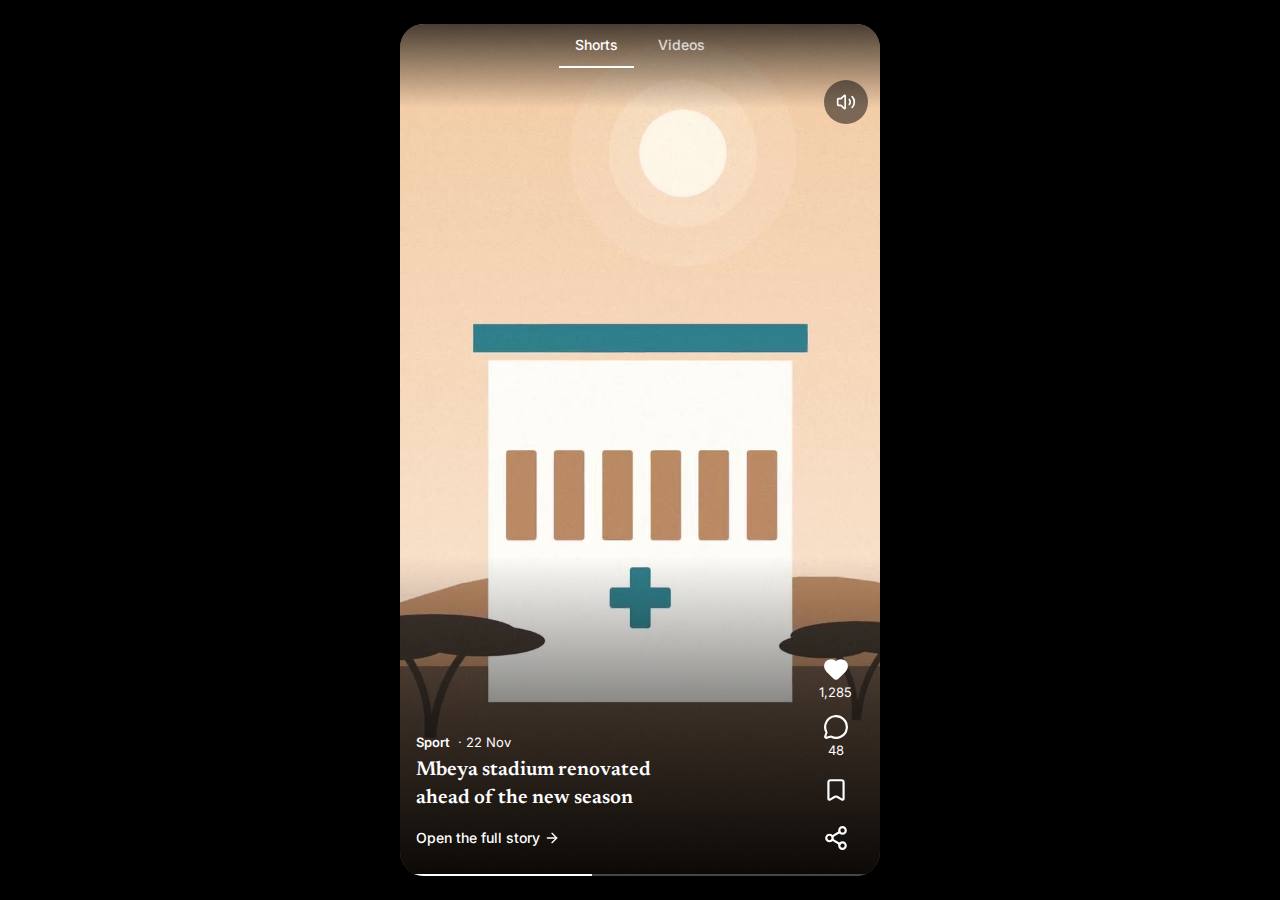 Shorts Videos
1,285
48
Sport · 22 Nov
Mbeya stadium renovated
ahead of the new season
Open the full story →